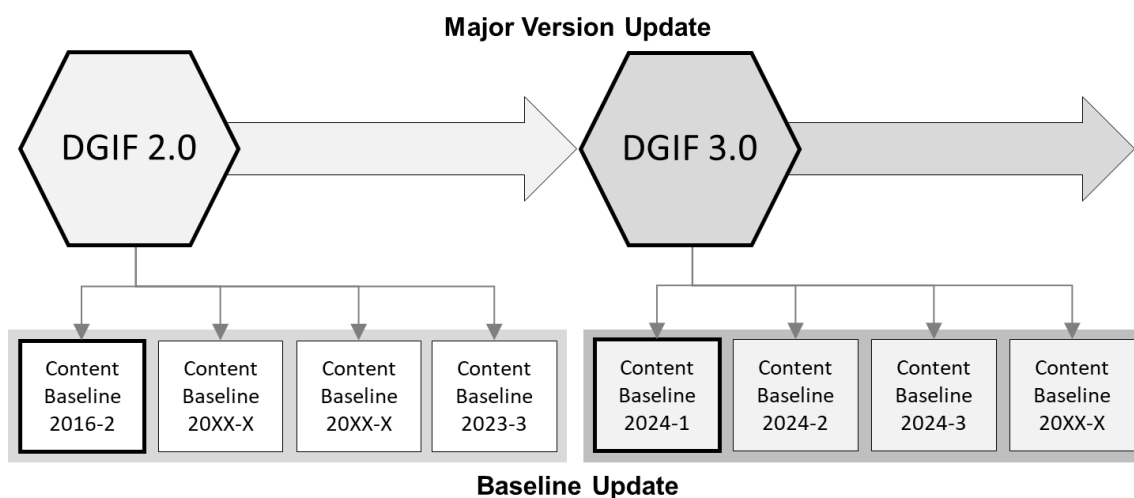 Major Version Update
DGIF 2.0
DGIF 3.0
Content
Baseline
2016-2
Content
Baseline
20XX-X
Content
Baseline
20XX-X
Content
Baseline
2023-3
Content
Baseline
2024-1
Content
Baseline
2024-2
Content
Baseline
2024-3
Content
Baseline
20XX-X
Baseline Update